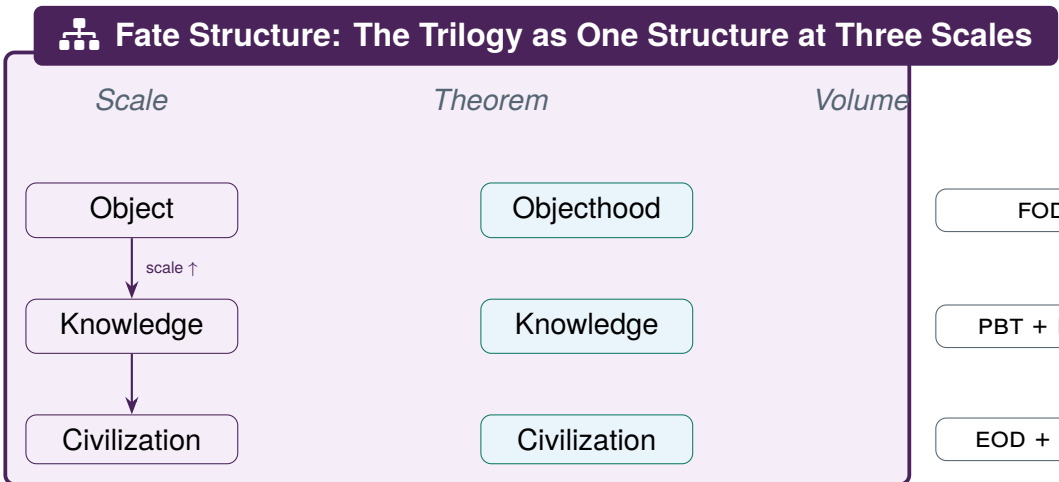 Fate Structure: The Trilogy as One Structure at Three Scales
Scale Theorem Volume
Object Objecthood FOD
scale ↑
Knowledge Knowledge PBT +
Civilization Civilization EOD +